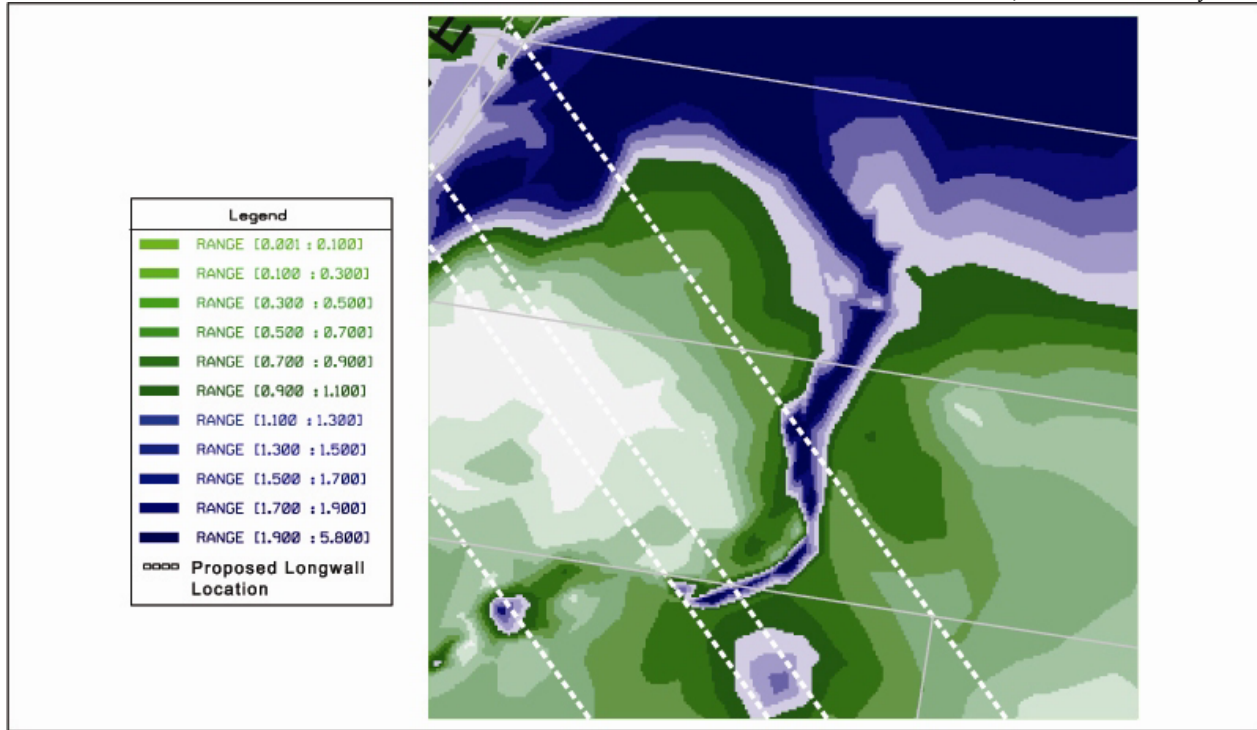 Legend
RANGE [0.001 : 0.100]
RANGE [0.100 : 0.300]
RANGE [0.300 : 0.500]
RANGE [0.500 : 0.700]
RANGE [0.700 : 0.900]
RANGE [0.900 : 1.100]
RANGE [1.100 : 1.300]
RANGE [1.300 : 1.500]
RANGE [1.500 : 1.700]
RANGE [1.700 : 1.900]
RANGE [1.900 : 5.800]
Proposed Longwall
Location
E